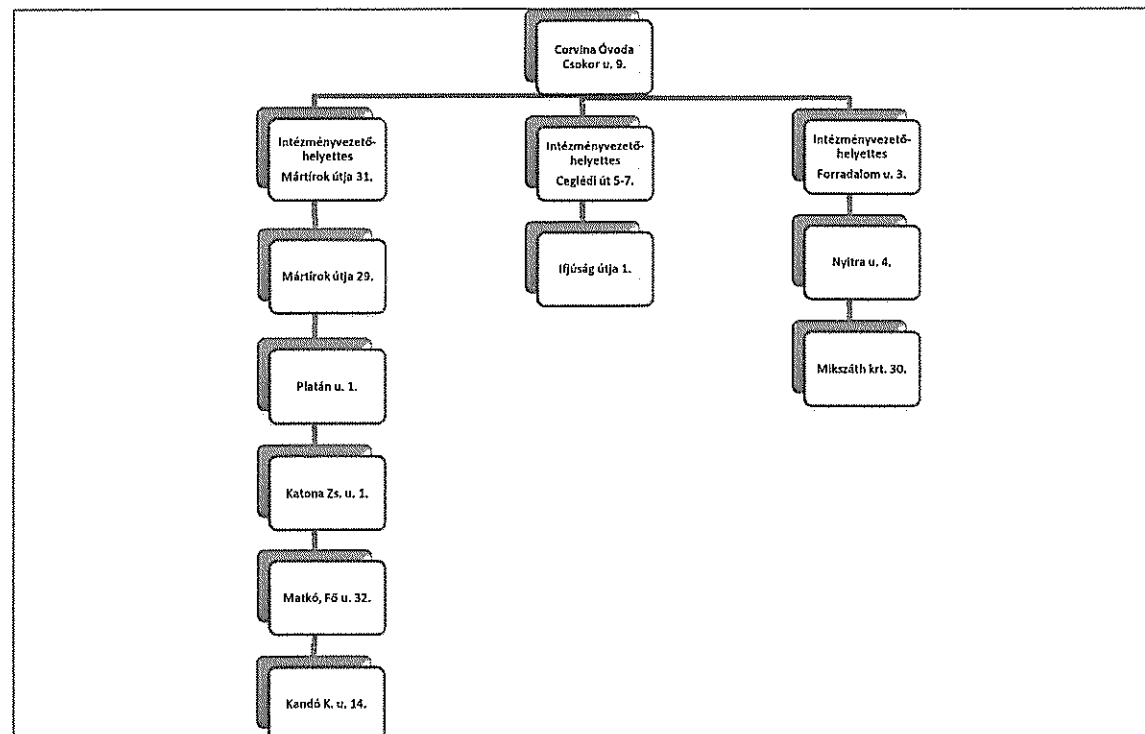 Corvina Óvoda
Csokor u. 9.
Intézményvezető-
helyettes
Mártírok útja 31.
Intézményvezető-
helyettes
Ceglédi út 5-7.
Intézményvezető-
helyettes
Forradalom u. 3.
Mártírok útja 29.
Ifjúság útja 1.
Nyitra u. 4.
Platán u. 1.
Mikszáth krt. 30.
Katona Zs. u. 1.
Matkó, Fő u. 32.
Kandó K. u. 14.